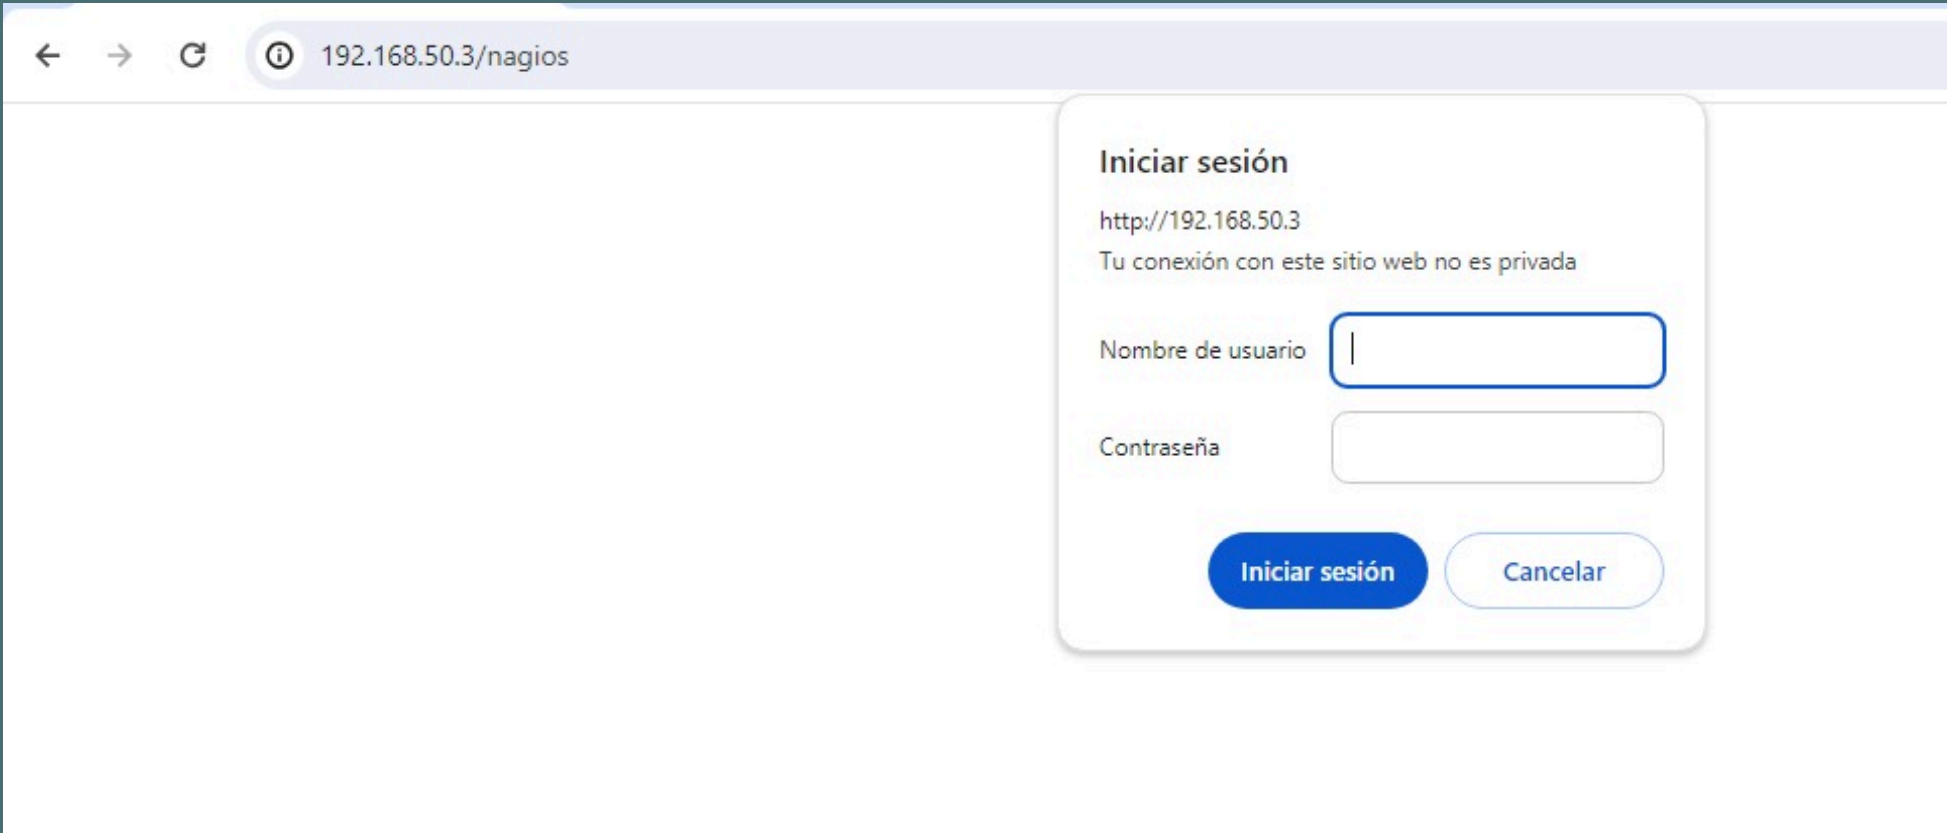 192.168.50.3/nagios
Iniciar sesión
http://192.168.50.3
Tu conexión con este sitio web no es privada
Nombre de usuario
Contraseña
Iniciar sesión Cancelar